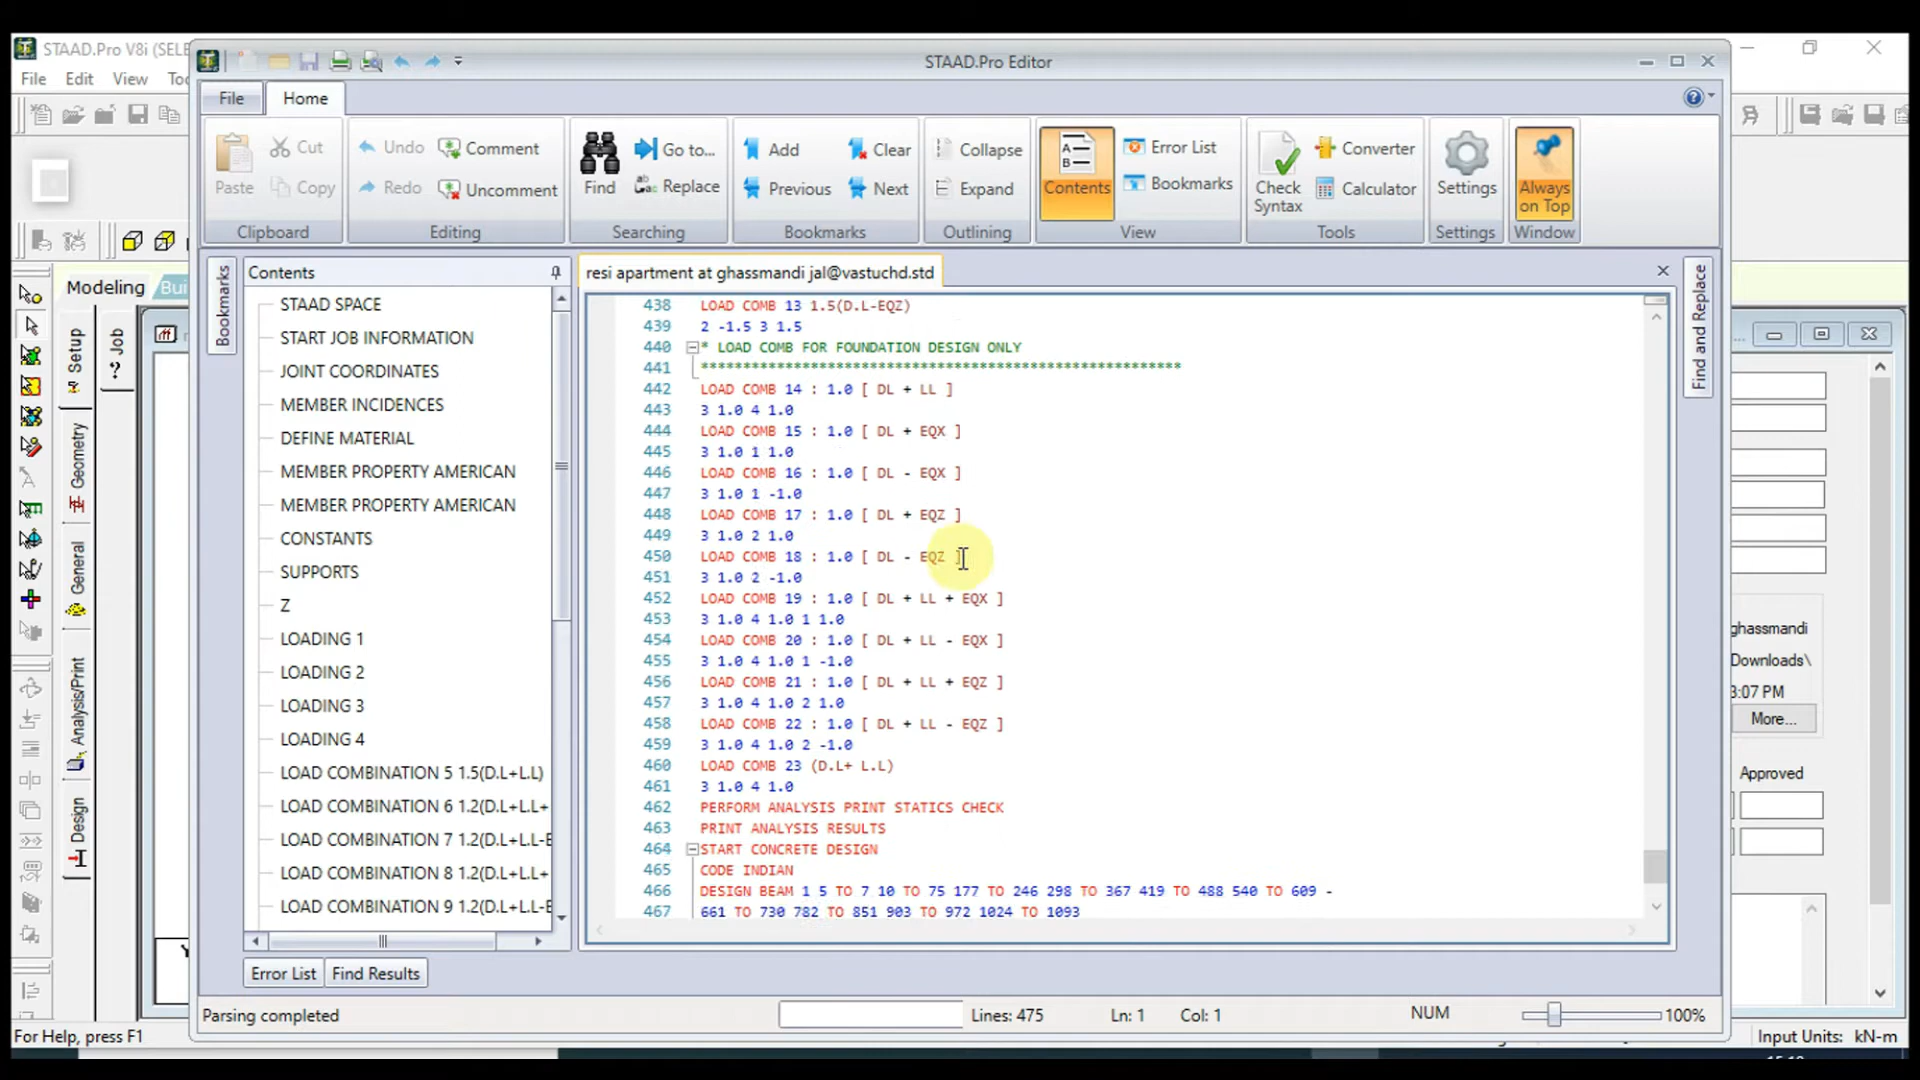 STAAD.Pro V8i (SELE
STAAD.Pro Editor
File Edit View Too
File Home
Paste Cut Copy Clipboard
Undo Redo Comment Uncomment Editing
Find Go to... Replace Searching
Add Previous Clear Next Bookmarks
Collapse Expand Outlining
Contents Error List Bookmarks View
Check Syntax Converter Calculator Tools
Settings Settings
Always on Top Window
Modeling Bui
Setup
Geometry
General
Analysis/Print
Design
Job
Bookmarks
Contents
STAAD SPACE
START JOB INFORMATION
JOINT COORDINATES
MEMBER INCIDENCES
DEFINE MATERIAL
MEMBER PROPERTY AMERICAN
MEMBER PROPERTY AMERICAN
CONSTANTS
SUPPORTS
Z
LOADING 1
LOADING 2
LOADING 3
LOADING 4
LOAD COMBINATION 5 1.5(D.L+L.L)
LOAD COMBINATION 6 1.2(D.L+L.L+
LOAD COMBINATION 7 1.2(D.L+L.L-E
LOAD COMBINATION 8 1.2(D.L+L.L+
LOAD COMBINATION 9 1.2(D.L+L.L-E
resi apartment at ghassmandi jal@vastuchd.std
438 LOAD COMB 13 1.5(D.L-EQZ)
439 2 -1.5 3 1.5
440 * LOAD COMB FOR FOUNDATION DESIGN ONLY
441 *********************************************************
442 LOAD COMB 14 : 1.0 [ DL + LL ]
443 3 1.0 4 1.0
444 LOAD COMB 15 : 1.0 [ DL + EQX ]
445 3 1.0 1 1.0
446 LOAD COMB 16 : 1.0 [ DL - EQX ]
447 3 1.0 1 -1.0
448 LOAD COMB 17 : 1.0 [ DL + EQZ ]
449 3 1.0 2 1.0
450 LOAD COMB 18 : 1.0 [ DL - EQZ ]
451 3 1.0 2 -1.0
452 LOAD COMB 19 : 1.0 [ DL + LL + EQX ]
453 3 1.0 4 1.0 1 1.0
454 LOAD COMB 20 : 1.0 [ DL + LL - EQX ]
455 3 1.0 4 1.0 1 -1.0
456 LOAD COMB 21 : 1.0 [ DL + LL + EQZ ]
457 3 1.0 4 1.0 2 1.0
458 LOAD COMB 22 : 1.0 [ DL + LL - EQZ ]
459 3 1.0 4 1.0 2 -1.0
460 LOAD COMB 23 (D.L+ L.L)
461 3 1.0 4 1.0
462 PERFORM ANALYSIS PRINT STATICS CHECK
463 PRINT ANALYSIS RESULTS
464 START CONCRETE DESIGN
465 CODE INDIAN
466 DESIGN BEAM 1 5 TO 7 10 TO 75 177 TO 246 298 TO 367 419 TO 488 540 TO 609 -
467 661 TO 730 782 TO 851 903 TO 972 1024 TO 1093
Find and Replace
ghassmandi
Downloads\
3:07 PM
More...
Approved
Error List Find Results
Parsing completed Lines: 475 Ln: 1 Col: 1 NUM 100%
For Help, press F1 Input Units: kN-m